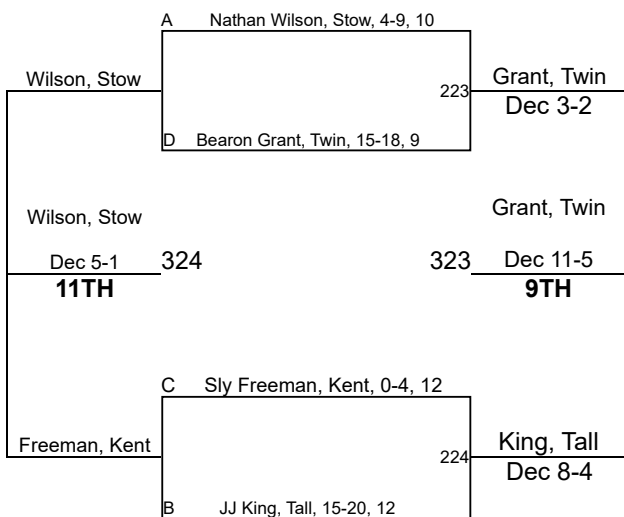 A Nathan Wilson, Stow, 4-9, 10
Wilson, Stow
223
Grant, Twin
Dec 3-2
D Bearon Grant, Twin, 15-18, 9
Wilson, Stow
Grant, Twin
Dec 5-1
324
323
Dec 11-5
11TH
9TH
C Sly Freeman, Kent, 0-4, 12
Freeman, Kent
224
King, Tall
Dec 8-4
B JJ King, Tall, 15-20, 12